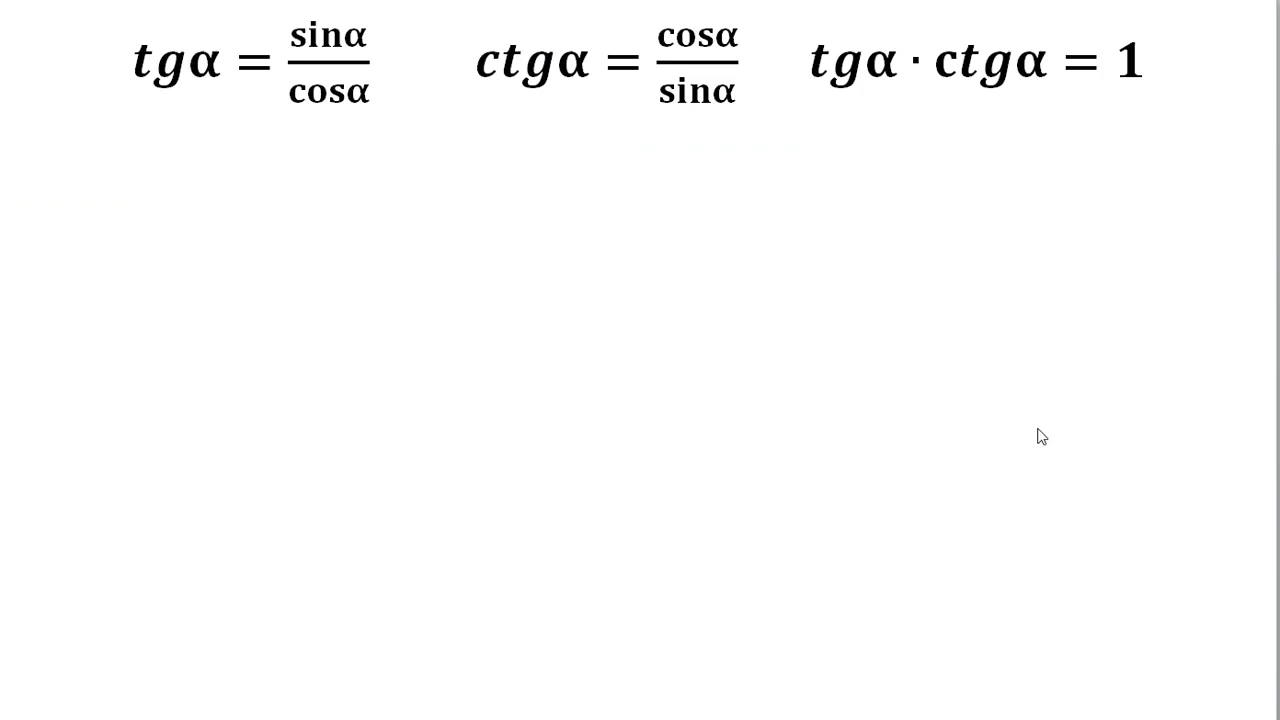 tgα = sinα/cosα ctgα = cosα/sinα tgα · ctgα = 1